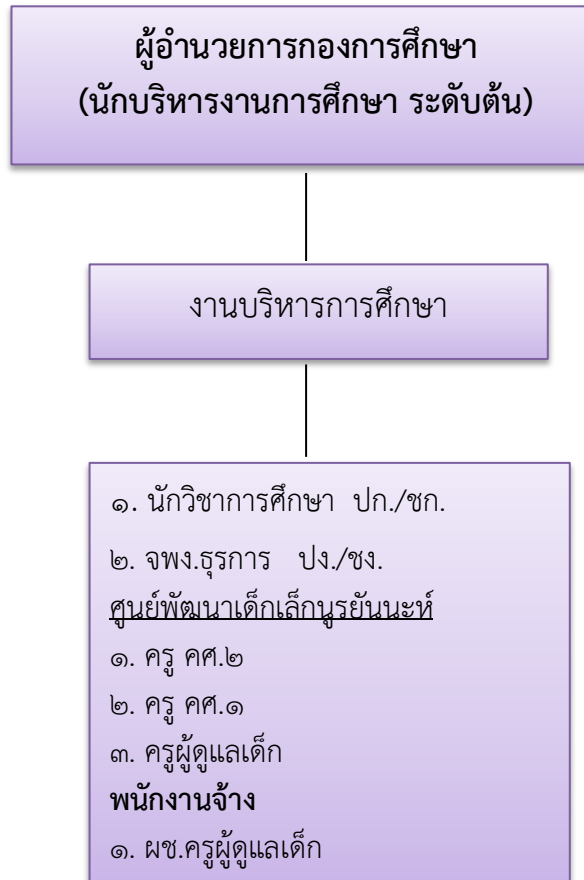 ผู้อำนวยการกองการศึกษา
(นักบริหารงานการศึกษา ระดับต้น)
งานบริหารการศึกษา
๑. นักวิชาการศึกษา ปก./ชก.
๒. จพง.ธุรการ ปง./ชง.
ศูนย์พัฒนาเด็กเล็กนูรยันนะห์
๑. ครู คศ.๒
๒. ครู คศ.๑
๓. ครูผู้ดูแลเด็ก
พนักงานจ้าง
๑. ผช.ครูผู้ดูแลเด็ก